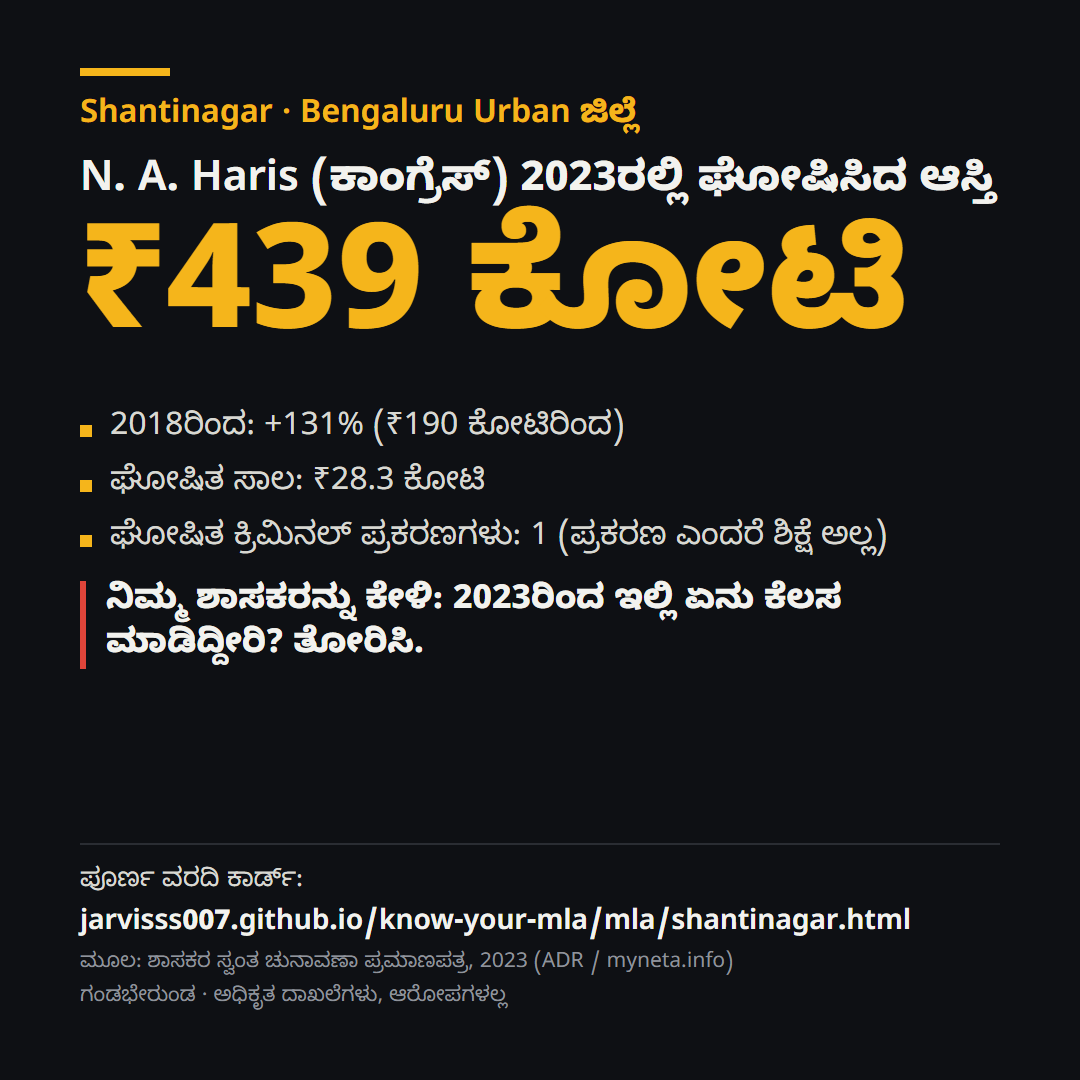 Shantinagar · Bengaluru Urban ಜಿಲ್ಲೆ
N. A. Haris (ಕಾಂಗ್ರೆಸ್) 2023ರಲ್ಲಿ ಘೋಷಿಸಿದ ಆಸ್ತಿ
₹439 ಕೋಟಿ
2018ರಿಂದ: +131% (₹190 ಕೋಟಿರಿಂದ)
ಘೋಷಿತ ಸಾಲ: ₹28.3 ಕೋಟಿ
ಘೋಷಿತ ಕ್ರಿಮಿನಲ್ ಪ್ರಕರಣಗಳು: 1 (ಪ್ರಕರಣ ಎಂದರೆ ಶಿಕ್ಷೆ ಅಲ್ಲ)
ನಿಮ್ಮ ಶಾಸಕರನ್ನು ಕೇಳಿ: 2023ರಿಂದ ಇಲ್ಲಿ ಏನು ಕೆಲಸ
ಮಾಡಿದ್ದೀರಿ? ತೋರಿಸಿ.
ಪೂರ್ಣ ವರದಿ ಕಾರ್ಡ್:
jarvisss007.github.io/know-your-mla/mla/shantinagar.html
ಮೂಲ: ಶಾಸಕರ ಸ್ವಂತ ಚುನಾವಣಾ ಪ್ರಮಾಣಪತ್ರ, 2023 (ADR / myneta.info)
ಗಂಡಭೇರುಂಡ · ಅಧಿಕೃತ ದಾಖಲೆಗಳು, ಆರೋಪಗಳಲ್ಲ